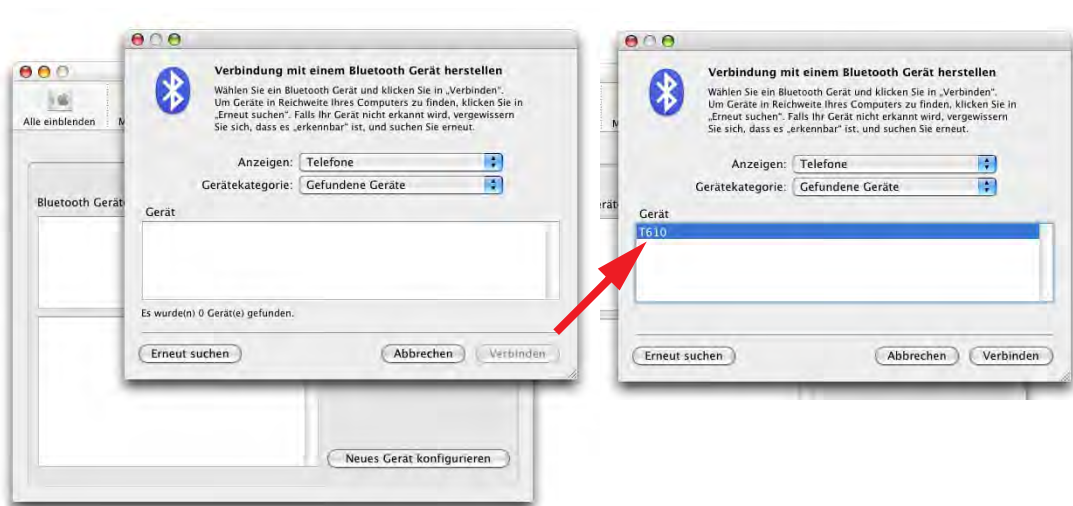 Alle einblenden
M
Bluetooth Gerät
Neues Gerät konfigurieren
Verbindung mit einem Bluetooth Gerät herstellen
Wählen Sie ein Bluetooth Gerät und klicken Sie in „Verbinden“.
Um Geräte in Reichweite Ihres Computers zu finden, klicken Sie in
„Erneut suchen“. Falls Ihr Gerät nicht erkannt wird, vergewissern
Sie sich, dass es „erkennbar“ ist, und suchen Sie erneut.
Anzeigen: Telefone
Gerätekategorie: Gefundene Geräte
Gerät
Es wurde(n) 0 Gerät(e) gefunden.
Erneut suchen Abbrechen Verbinden
M
rät
Verbindung mit einem Bluetooth Gerät herstellen
Wählen Sie ein Bluetooth Gerät und klicken Sie in „Verbinden“.
Um Geräte in Reichweite Ihres Computers zu finden, klicken Sie in
„Erneut suchen“. Falls Ihr Gerät nicht erkannt wird, vergewissern
Sie sich, dass es „erkennbar“ ist, und suchen Sie erneut.
Anzeigen: Telefone
Gerätekategorie: Gefundene Geräte
Gerät
T610
Erneut suchen Abbrechen Verbinden